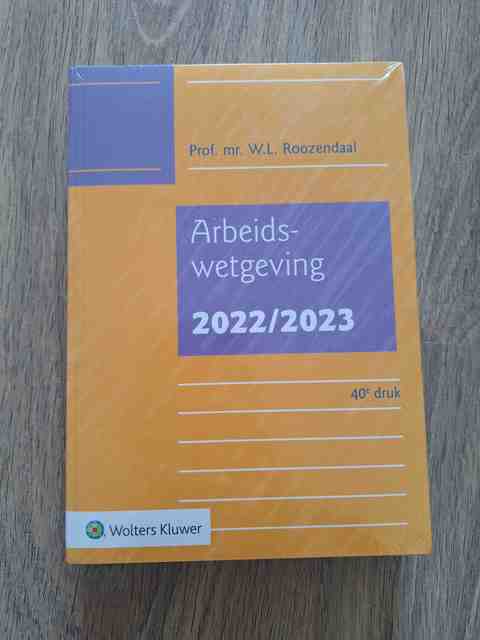 Prof. mr. W.L. Roozendaal
Arbeids-
wetgeving
2022/2023
40e druk
Wolters Kluwer